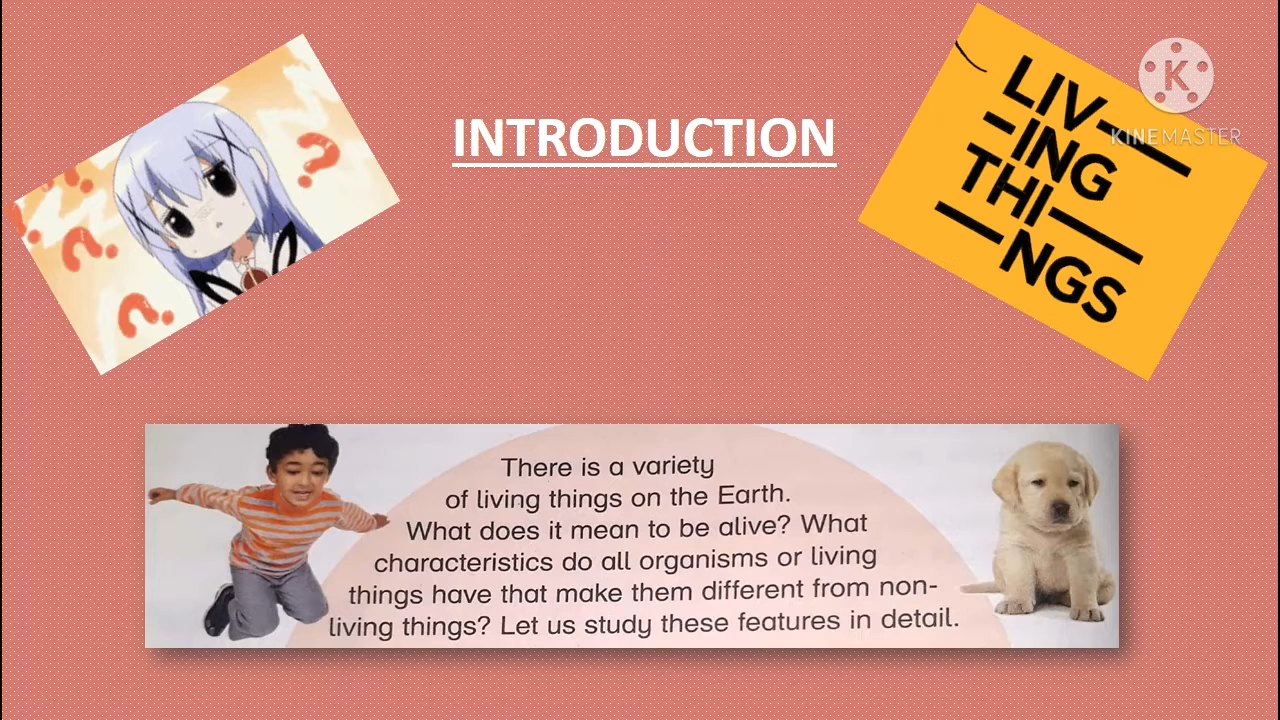 INTRODUCTION
LIV-
-ING
THI-
-NGS
K
KINEMASTER
There is a variety
of living things on the Earth.
What does it mean to be alive? What
characteristics do all organisms or living
things have that make them different from non-
living things? Let us study these features in detail.